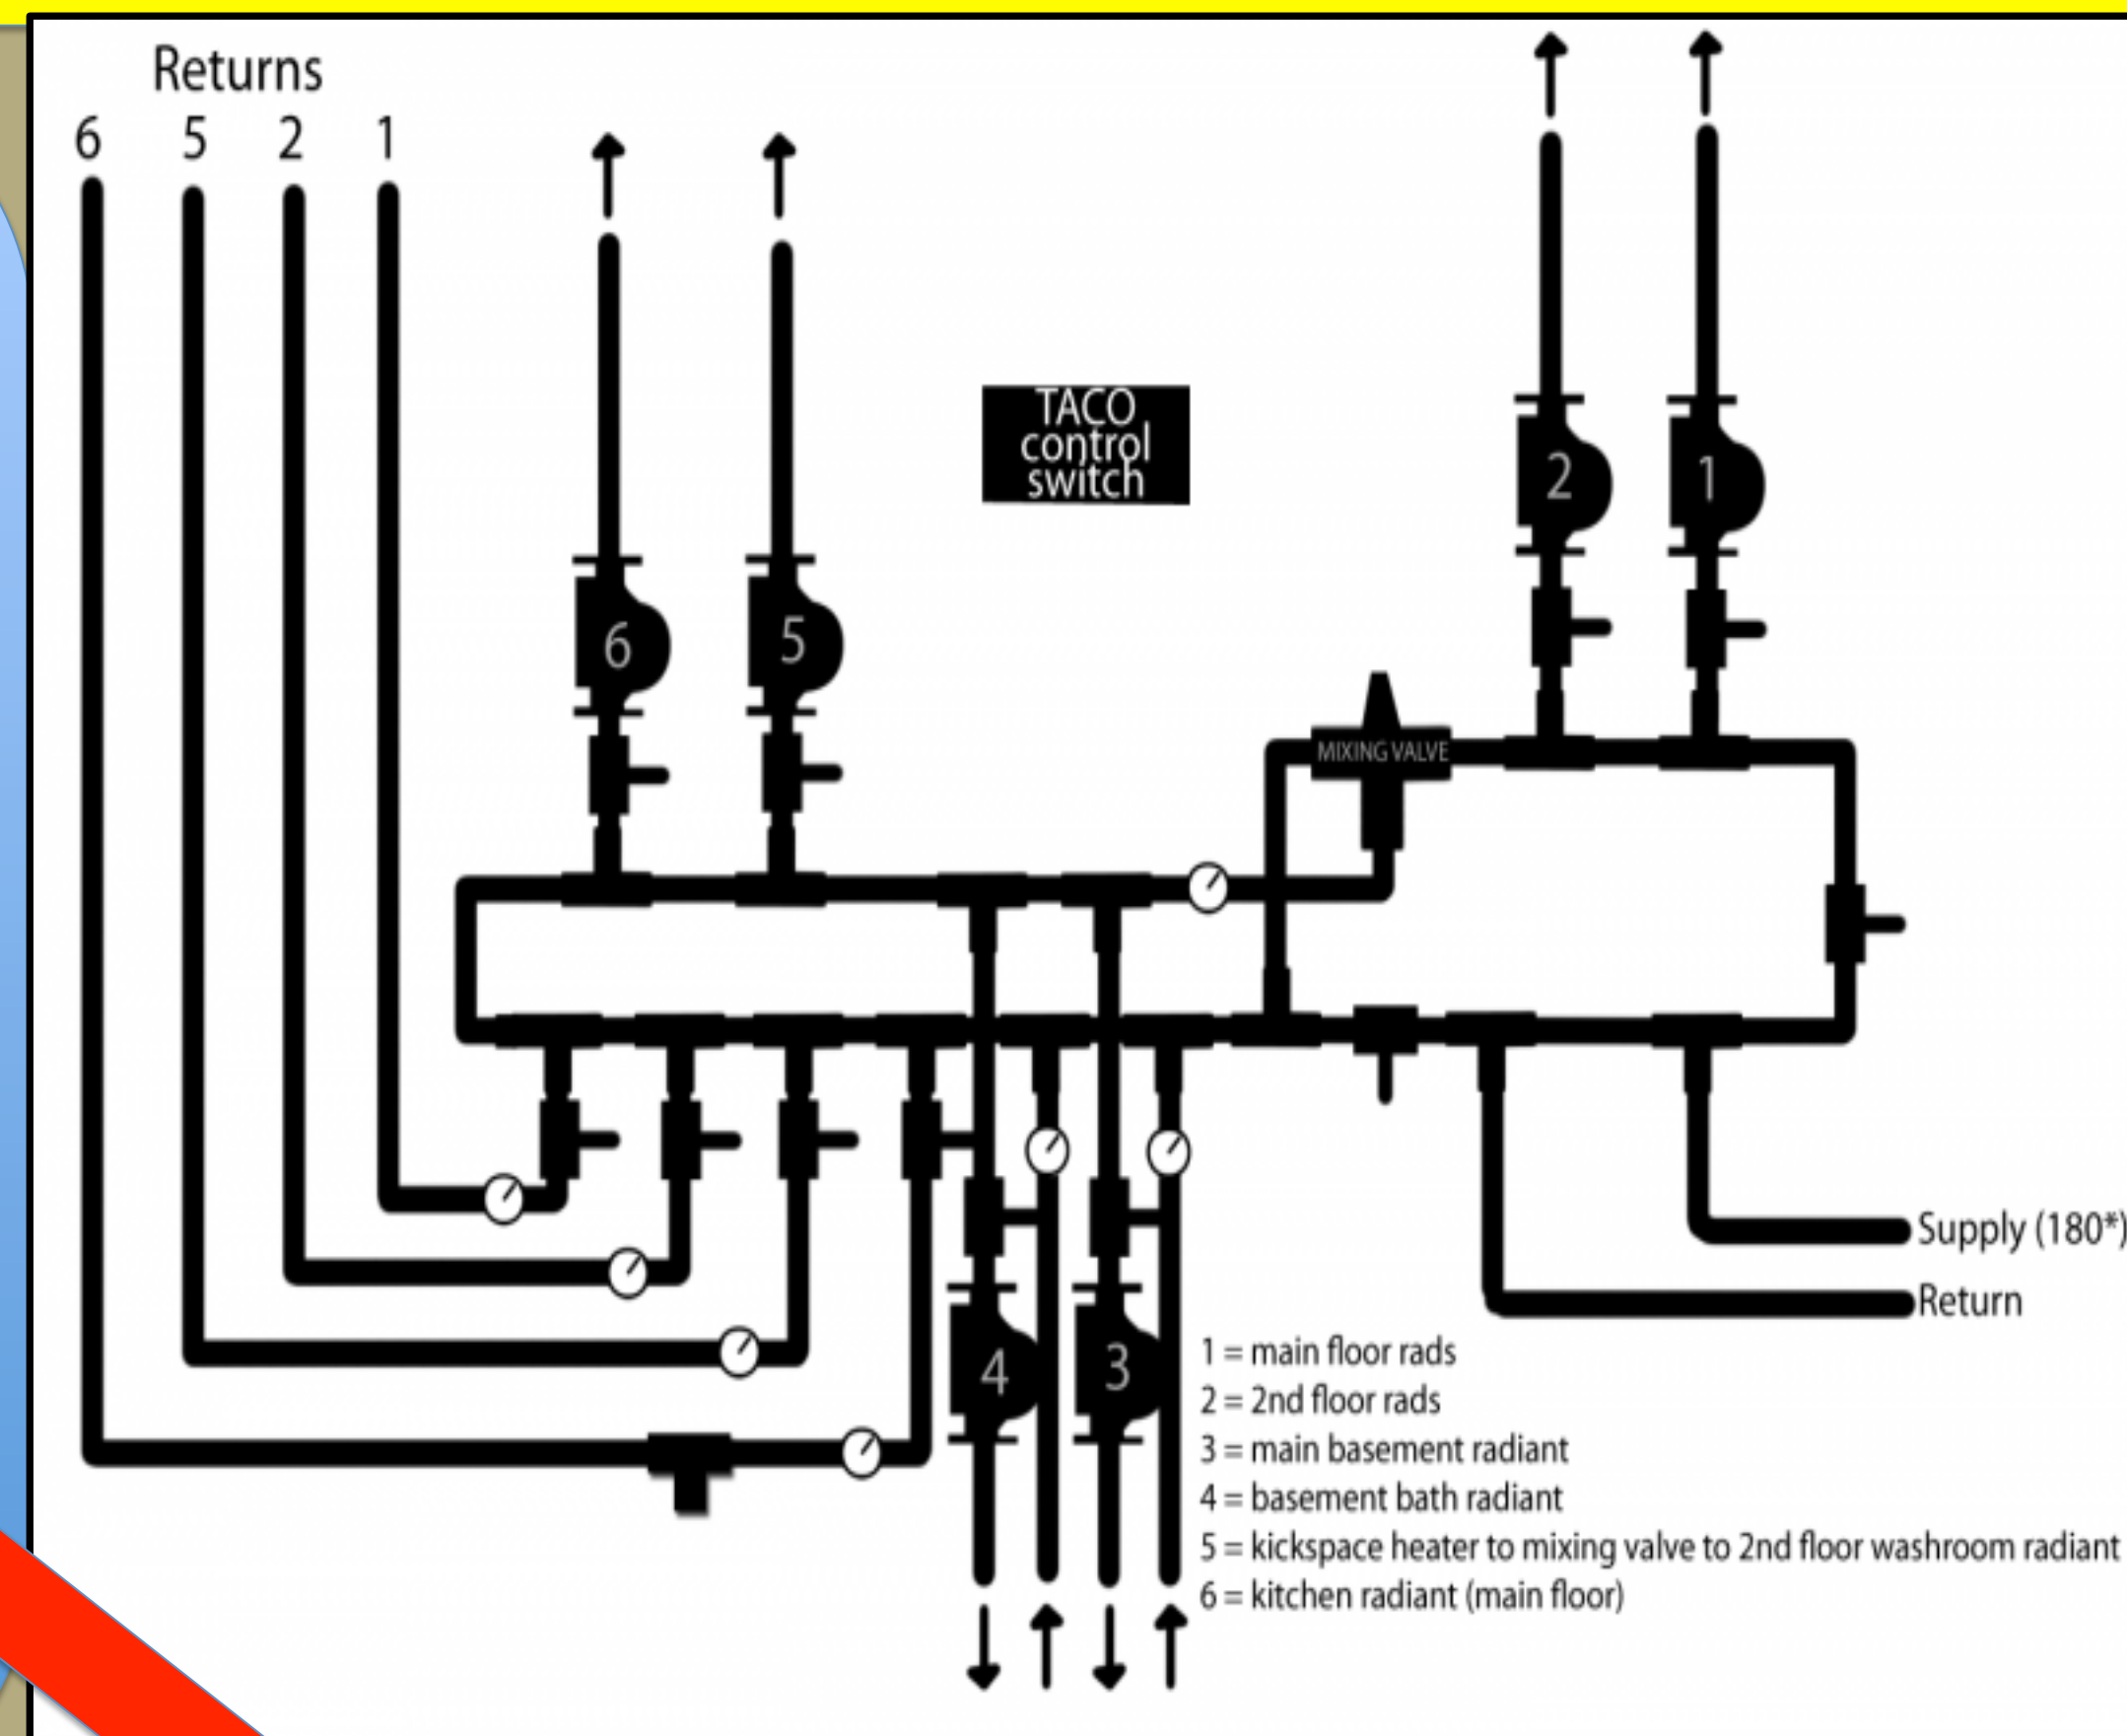 Returns
6 5 2 1
TACO
control
switch
2
1
6
5
MIXING VALVE
Supply (180*)
Return
4
3
1 = main floor rads
2 = 2nd floor rads
3 = main basement radiant
4 = basement bath radiant
5 = kickspace heater to mixing valve to 2nd floor washroom radiant
6 = kitchen radiant (main floor)